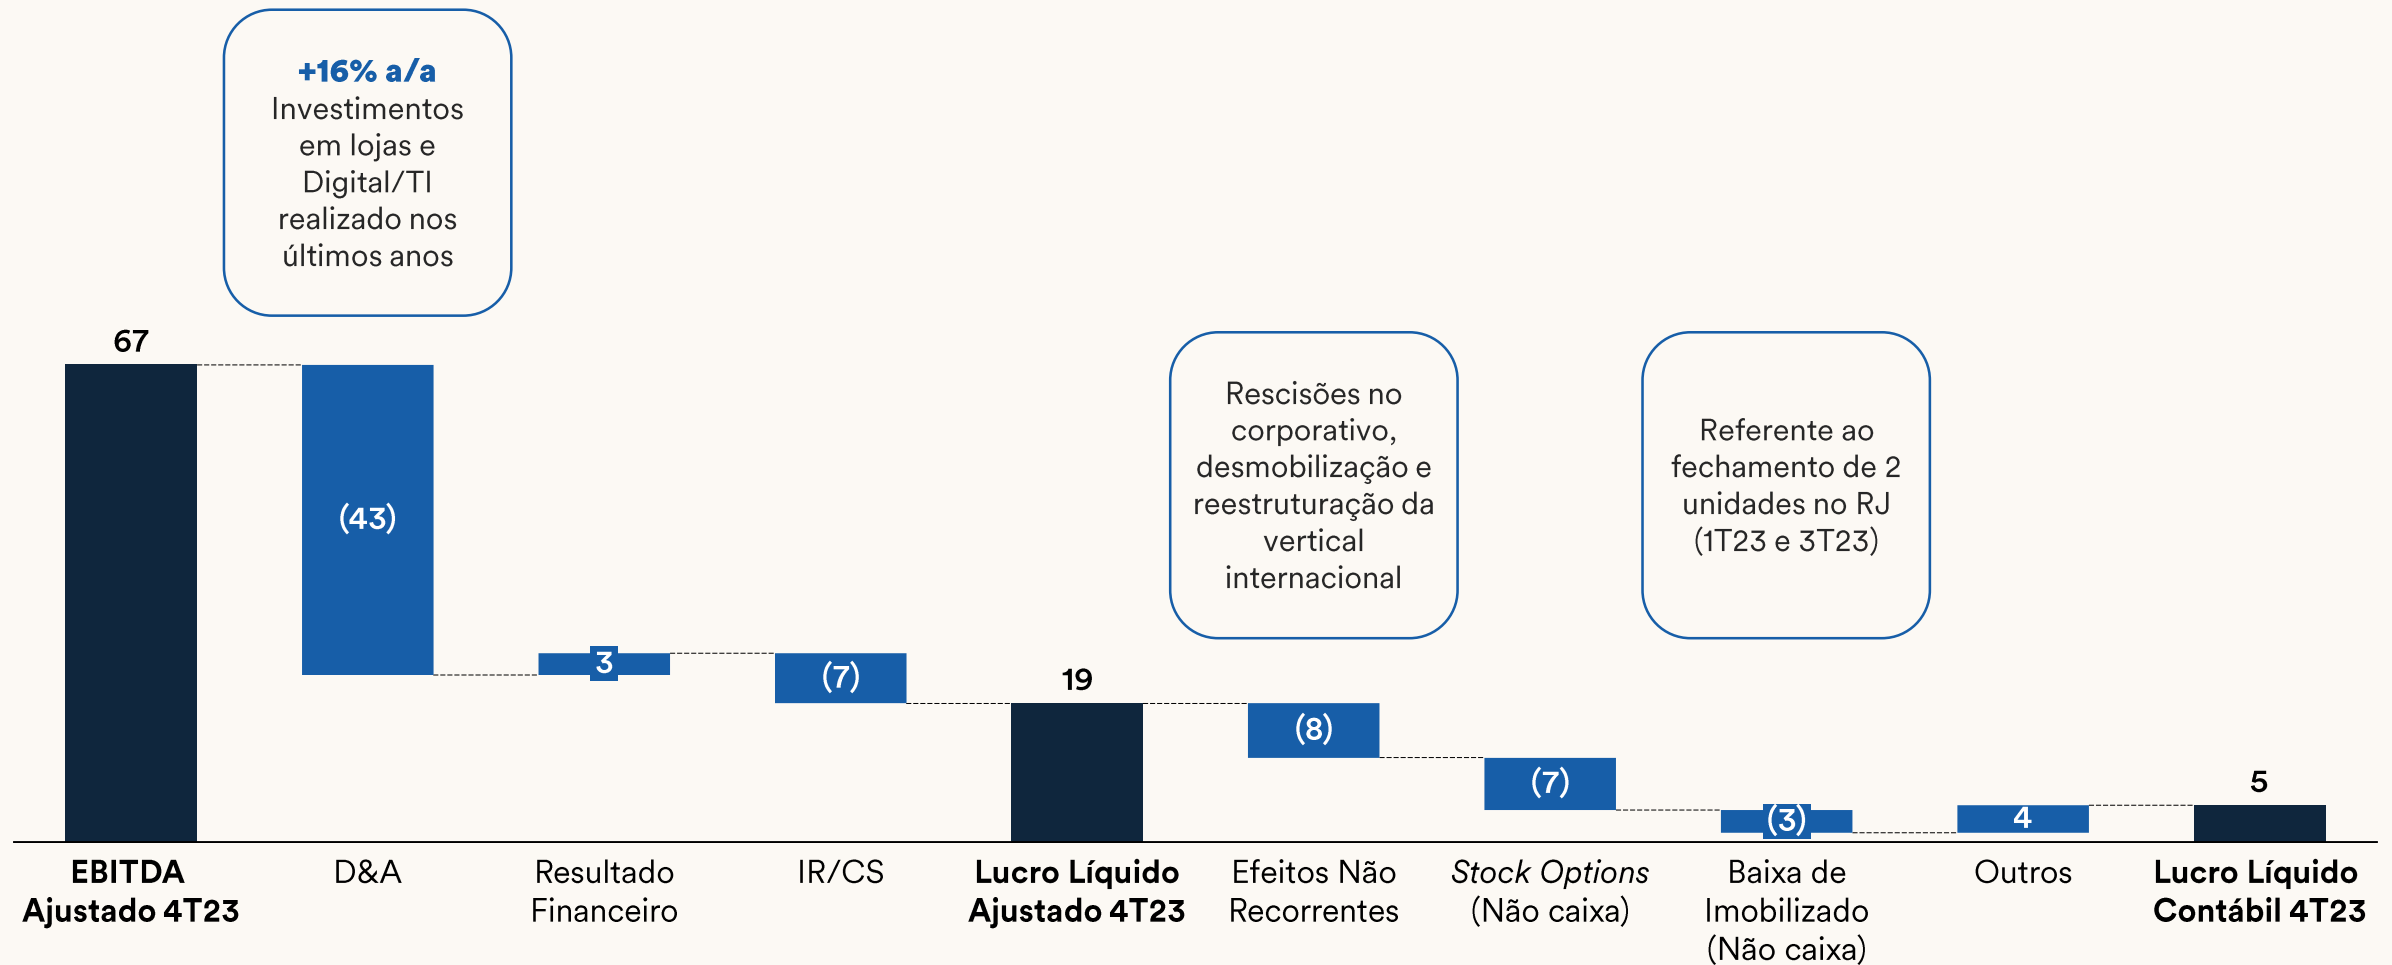 +16% a/a
Investimentos
em lojas e
Digital/TI
realizado nos
últimos anos
Rescisões no
corporativo,
desmobilização e
reestruturação da
vertical
internacional
Referente ao
fechamento de 2
unidades no RJ
(1T23 e 3T23)
67
(43)
3
(7)
19
(8)
(7)
(3)
4
5
EBITDA
Ajustado 4T23
D&A
Resultado
Financeiro
IR/CS
Lucro Líquido
Ajustado 4T23
Efeitos Não
Recorrentes
Stock Options
(Não caixa)
Baixa de
Imobilizado
(Não caixa)
Outros
Lucro Líquido
Contábil 4T23